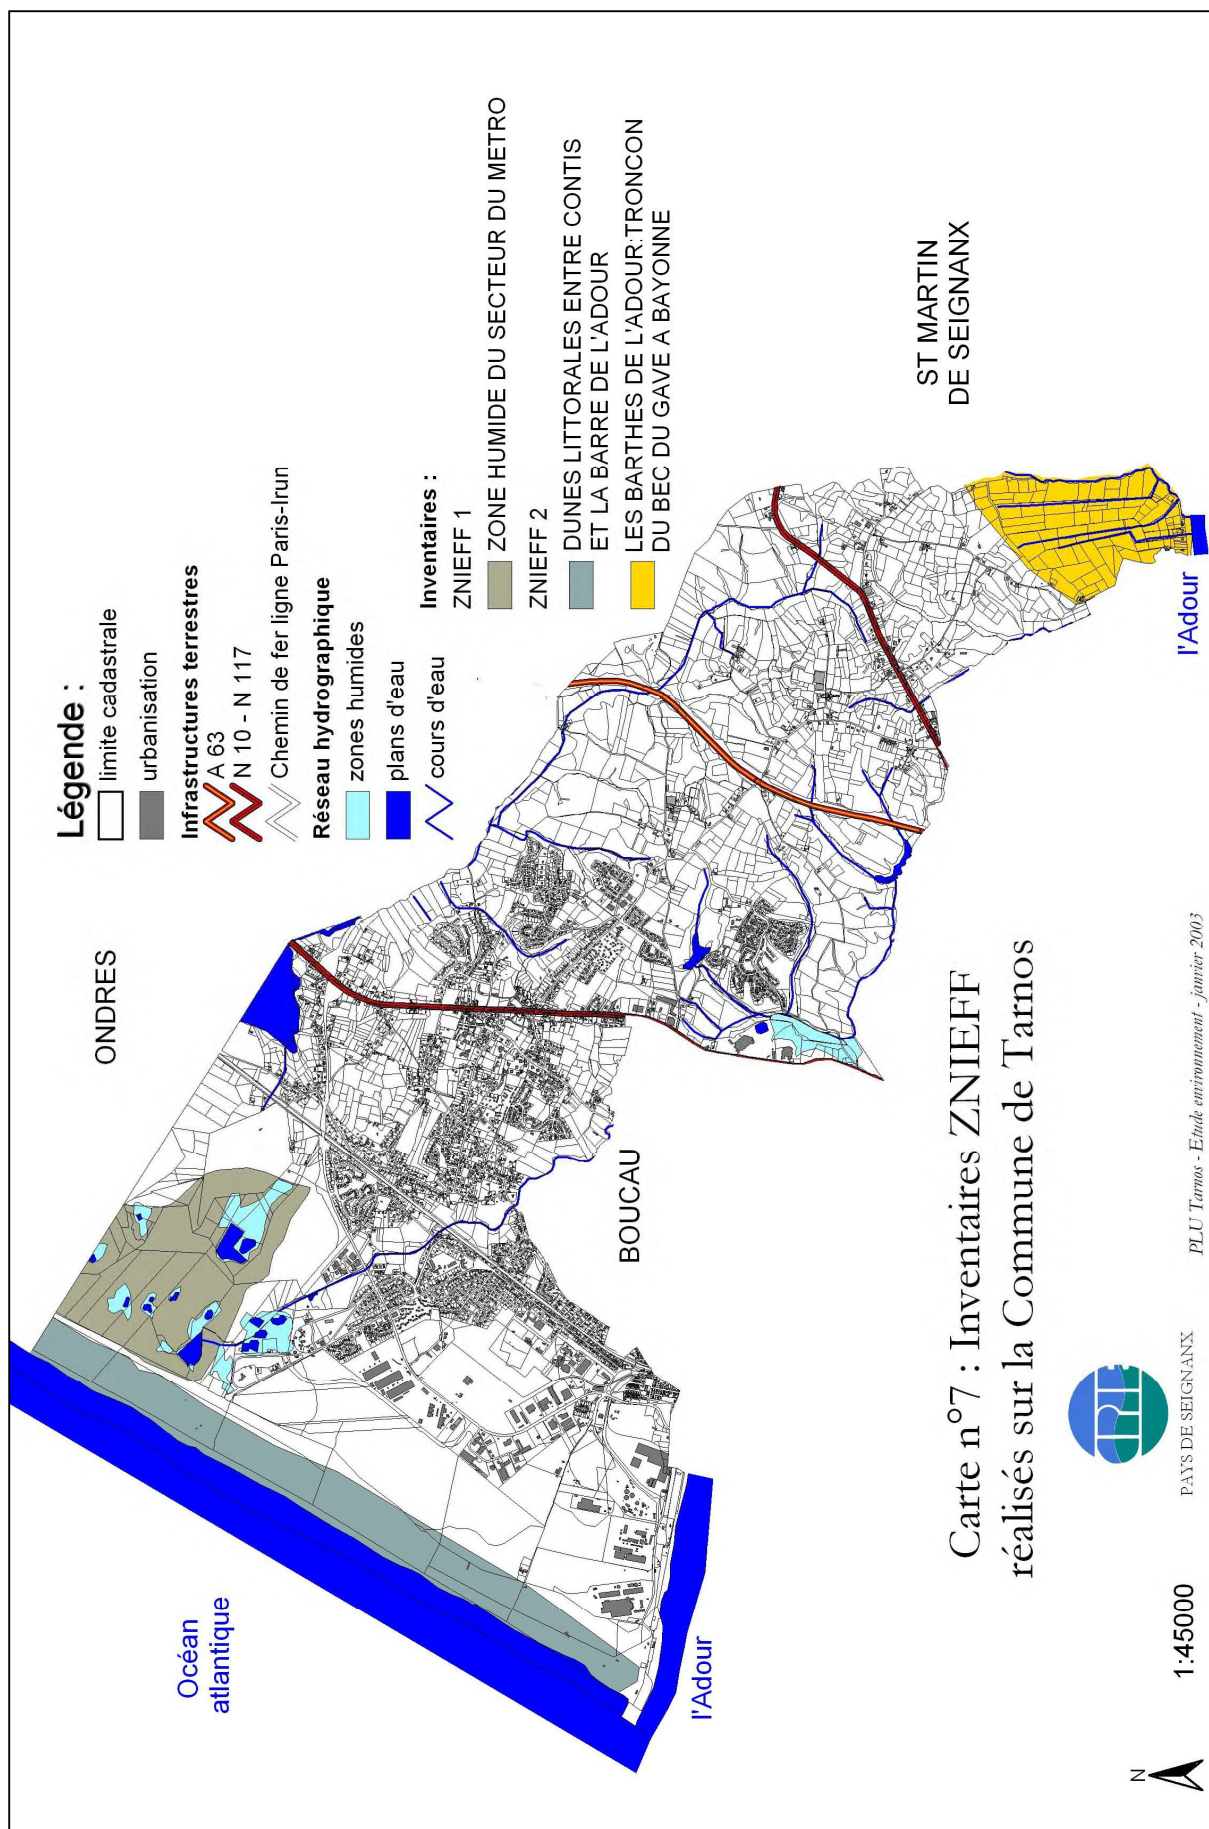 Légende :
limite cadastrale
urbanisation
Infrastructures terrestres
A 63
N 10 - N 117
Chemin de fer ligne Paris-Irun
Réseau hydrographique
zones humides
plans d'eau
cours d'eau
Inventaires :
ZNIEFF 1
ZONE HUMIDE DU SECTEUR DU METRO
ZNIEFF 2
DUNES LITTORALES ENTRE CONTIS
ET LA BARRE DE L'ADOUR
LES BARTHES DE L'ADOUR:TRONCON
DU BEC DU GAVE A BAYONNE
ONDRES
Océan
atlantique
BOUCAU
ST MARTIN
DE SEIGNANX
l'Adour
l'Adour
Carte n°7 : Inventaires ZNIEFF
réalisés sur la Commune de Tarnos
N
1:45000
PAYS DE SEIGNANX
PLU Tarnos - Etude environnement - janvier 2003